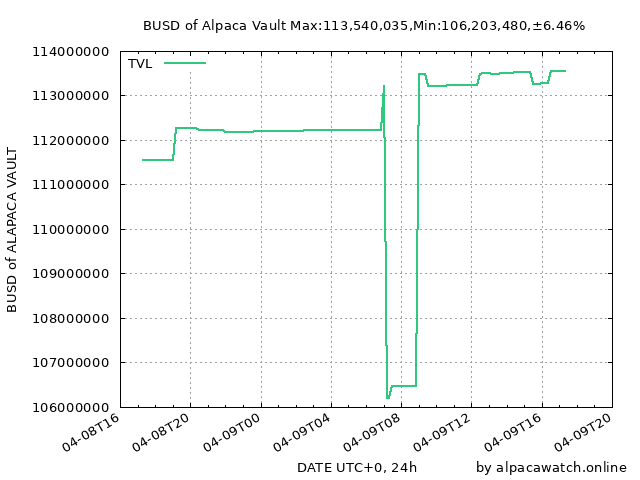 BUSD of Alpaca Vault Max:113,540,035,Min:106,203,480,±6.46%
TVL
114000000
113000000
112000000
111000000
110000000
109000000
108000000
107000000
106000000
BUSD of ALAPACA VAULT
04-08T16
04-08T20
04-09T00
04-09T04
04-09T08
04-09T12
04-09T16
04-09T20
DATE UTC+0, 24h
by alpacawatch.online